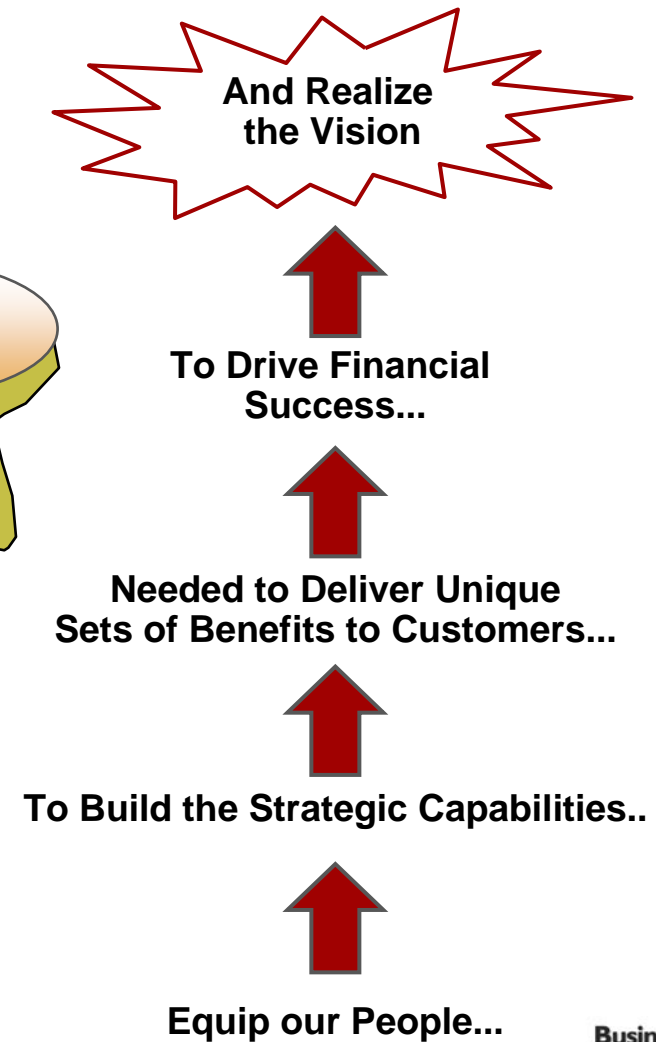 And Realize
the Vision
To Drive Financial
Success...
Needed to Deliver Unique
Sets of Benefits to Customers...
To Build the Strategic Capabilities..
Equip our People...
Busin